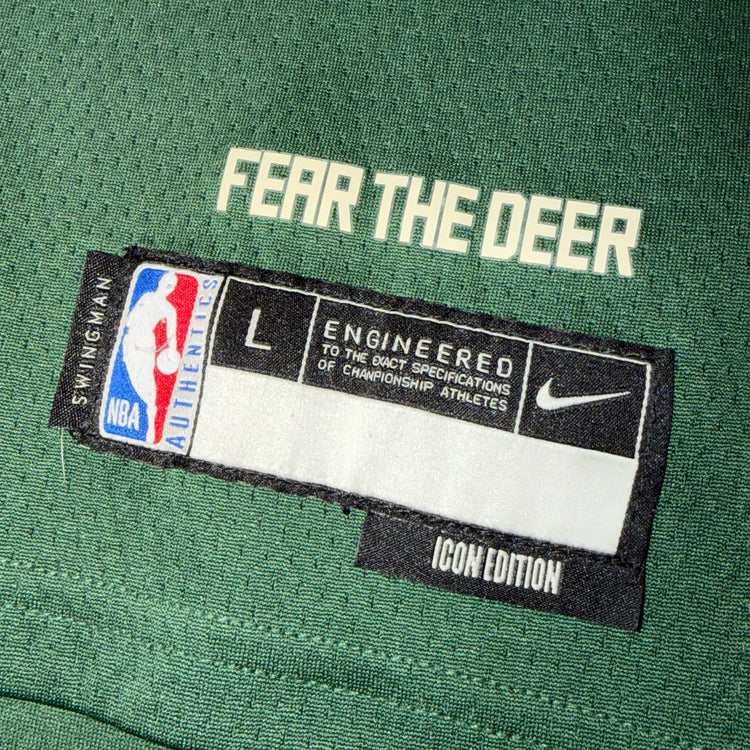 FEAR THE DEER
SWINGMAN
NBA
AUTHENTICS
L
ENGINEERED
TO THE EXACT SPECIFICATIONS
OF CHAMPIONSHIP ATHLETES
ICON EDITION